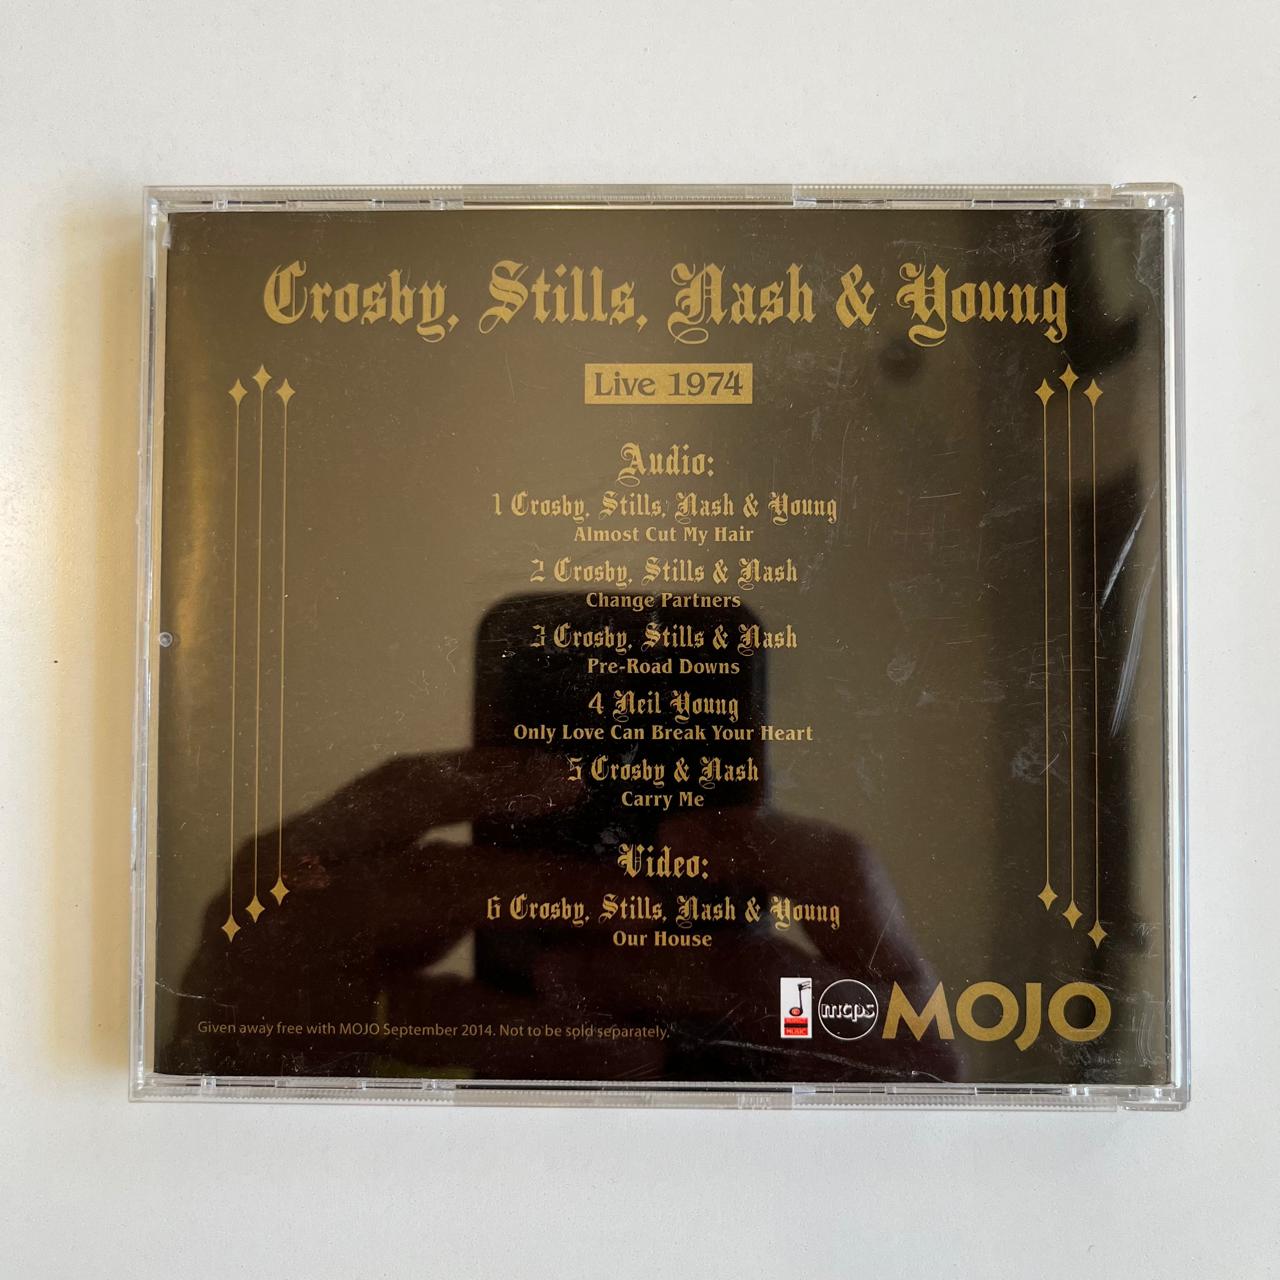 Crosby, Stills, Nash & Young
Live 1974
Audio:
1 Crosby, Stills, Nash & Young
Almost Cut My Hair
2 Crosby, Stills & Nash
Change Partners
3 Crosby, Stills & Nash
Pre-Road Downs
4 Neil Young
Only Love Can Break Your Heart
5 Crosby & Nash
Carry Me
Video:
6 Crosby, Stills, Nash & Young
Our House
Given away free with MOJO September 2014. Not to be sold separately.
MUSIC
mcps
MOJO